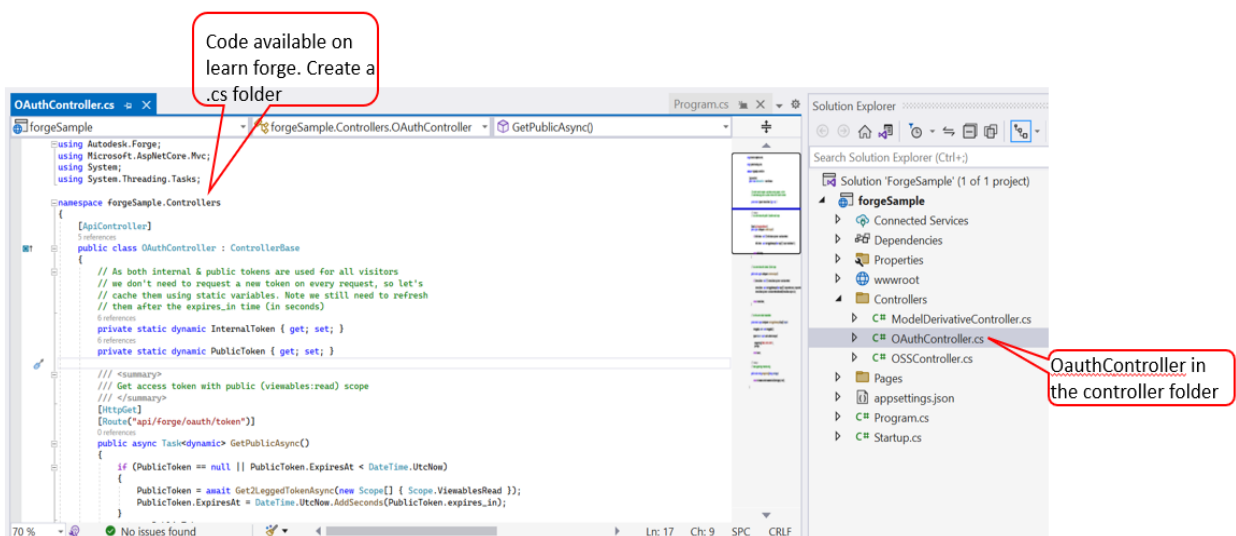 Code available on
learn forge. Create a
.cs folder
OAuthController.cs
Program.cs
forgeSample
forgeSample.Controllers.OAuthController
GetPublicAsync()
using Autodesk.Forge;
using Microsoft.AspNetCore.Mvc;
using System;
using System.Threading.Tasks;
namespace forgeSample.Controllers
{
[ApiController]
5 references
public class OAuthController : ControllerBase
{
// As both internal & public tokens are used for all visitors
// we don't need to request a new token on every request, so let's
// cache them using static variables. Note we still need to refresh
// them after the expires_in time (in seconds)
6 references
private static dynamic InternalToken { get; set; }
6 references
private static dynamic PublicToken { get; set; }
/// <summary>
/// Get access token with public (viewables:read) scope
/// </summary>
[HttpGet]
[Route("api/forge/oauth/token")]
0 references
public async Task<dynamic> GetPublicAsync()
{
if (PublicToken == null || PublicToken.ExpiresAt < DateTime.UtcNow)
{
PublicToken = await Get2LeggedTokenAsync(new Scope[] { Scope.ViewablesRead });
PublicToken.ExpiresAt = DateTime.UtcNow.AddSeconds(PublicToken.expires_in);
}
70 %
No issues found
Ln: 17 Ch: 9 SPC CRLF
Solution Explorer
Search Solution Explorer (Ctrl+;)
Solution 'ForgeSample' (1 of 1 project)
forgeSample
Connected Services
Dependencies
Properties
wwwroot
Controllers
C# ModelDerivativeController.cs
C# OAuthController.cs
C# OSSController.cs
Pages
appsettings.json
C# Program.cs
C# Startup.cs
OauthController in
the controller folder